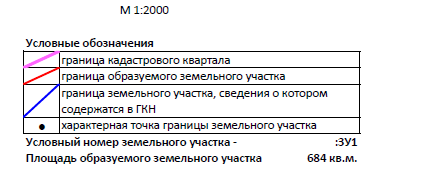 М 1:2000
Условные обозначения
граница кадастрового квартала
граница образуемого земельного участка
граница земельного участка, сведения о котором
содержатся в ГКН
характерная точка границы земельного участка
Условный номер земельного участка - :ЗУ1
Площадь образуемого земельного участка 684 кв.м.